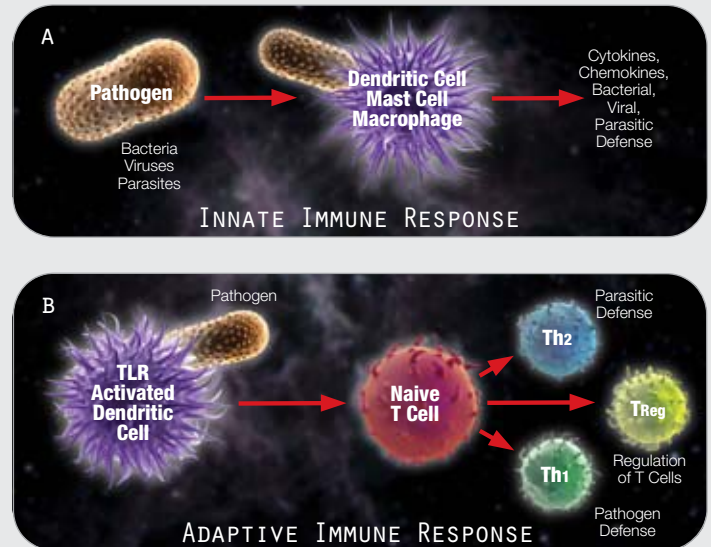 A
Pathogen
Bacteria
Viruses
Parasites
Dendritic Cell
Mast Cell
Macrophage
Cytokines,
Chemokines,
Bacterial,
Viral,
Parasitic
Defense
INNATE IMMUNE RESPONSE
B
Pathogen
TLR
Activated
Dendritic
Cell
Naive
T Cell
Parasitic
Defense
Th2
TReg
Regulation
of T Cells
Th1
Pathogen
Defense
ADAPTIVE IMMUNE RESPONSE